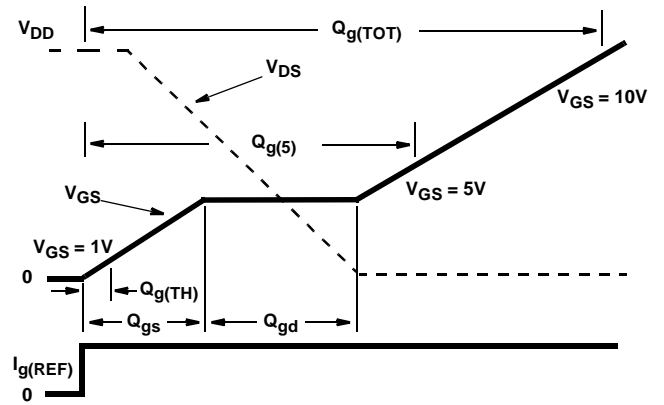 VDD
Qg(TOT)
VDS
VGS = 10V
Qg(5)
VGS
VGS = 5V
VGS = 1V
0
Qg(TH)
Qgs
Qgd
Ig(REF)
0